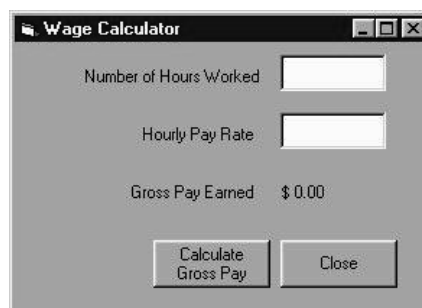 Wage Calculator
Number of Hours Worked
Hourly Pay Rate
Gross Pay Earned $ 0.00
Calculate
Gross Pay
Close